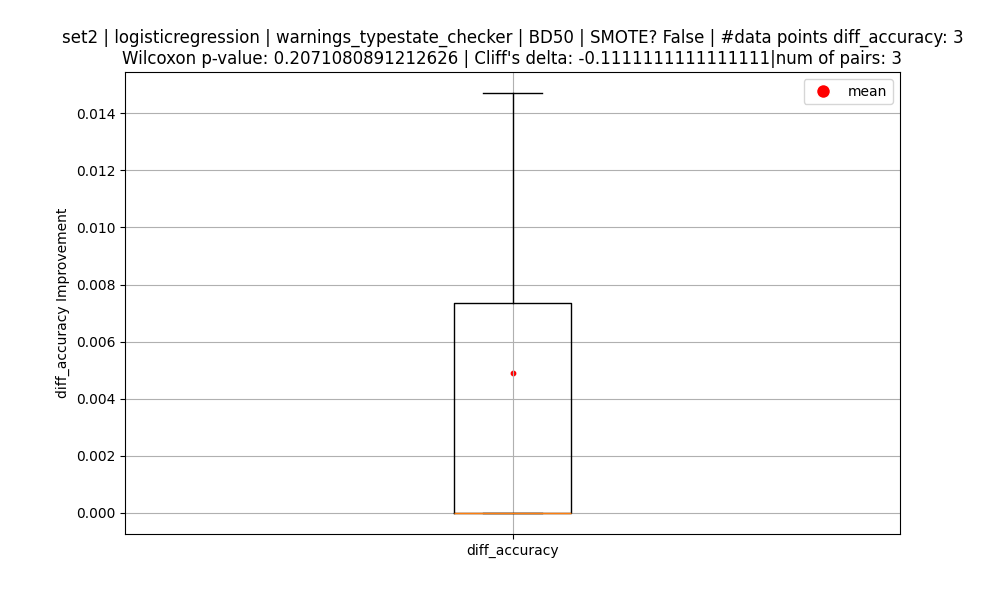 set2 | logisticregression | warnings_typestate_checker | BD50 | SMOTE? False | #data points diff_accuracy: 3
Wilcoxon p-value: 0.2071080891212626 | Cliff's delta: -0.1111111111111111|num of pairs: 3
mean
0.014
0.012
0.010
0.008
0.006
0.004
0.002
0.000
diff_accuracy Improvement
diff_accuracy